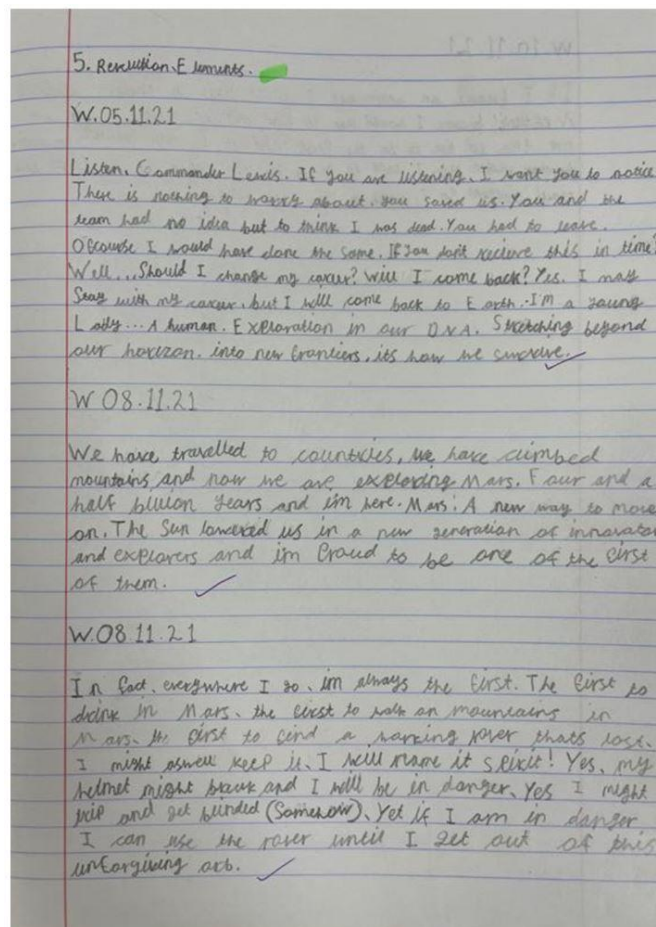 5. Resolution Elements.
W.05.11.21
Listen, Commander Lewis. If you are listening, I want you to notice
There is nothing to worry about. you saved us. You and the
team had no idea but to think I was dead. You had to leave.
Ofcourse I would have done the same. If you don't recieve this in time?
Well... Should I change my career? Will I come back? Yes. I may
Stay with my career, but I will come back to Earth. I'm a young
Lady... A human. Exploration in our DNA. Stretching beyond
our horizon. into new frontiers, its how we survive.
W 08.11.21
We have travelled to countries, we have climbed
mountains and now we are exploring Mars. Four and a
half billion years and im here. Mars: A new way to move
on. The Sun lowered us in a new generation of innovator
and explorers and im proud to be one of the first
of them.
W.08.11.21
In fact, everywhere I go, im always the first. The first to
drink in Mars, the first to walk on mountains in
Mars, the first to find a working rover thats lost.
I might aswell keep it, I will name it spirit! Yes, my
helmet might break and I will be in danger, Yes I might
trip and get blinded (Somehow), Yet if I am in danger
I can use the rover until I get out of this
unforgiving orb.